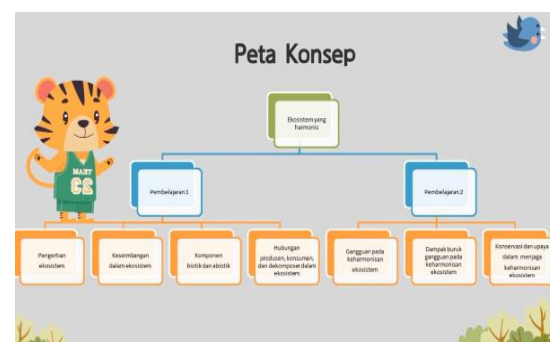 Peta Konsep
Ekosistem yang
harmonis
MART
CS
Pembelajaran 1
Pembelajaran 2
Pengertian
ekosistem
Keseimbangan
dalam ekosistem
Komponen
biotik dan abiotik
Hubungan
produsen, konsumen,
dan dekomposer dalam
ekosistem
Gangguan pada
keharmonisan
ekosistem
Dampak buruk
gangguan pada
keharmonisan
ekosistem
Konservasi dan upaya
dalam menjaga
keharmonisan
ekosistem